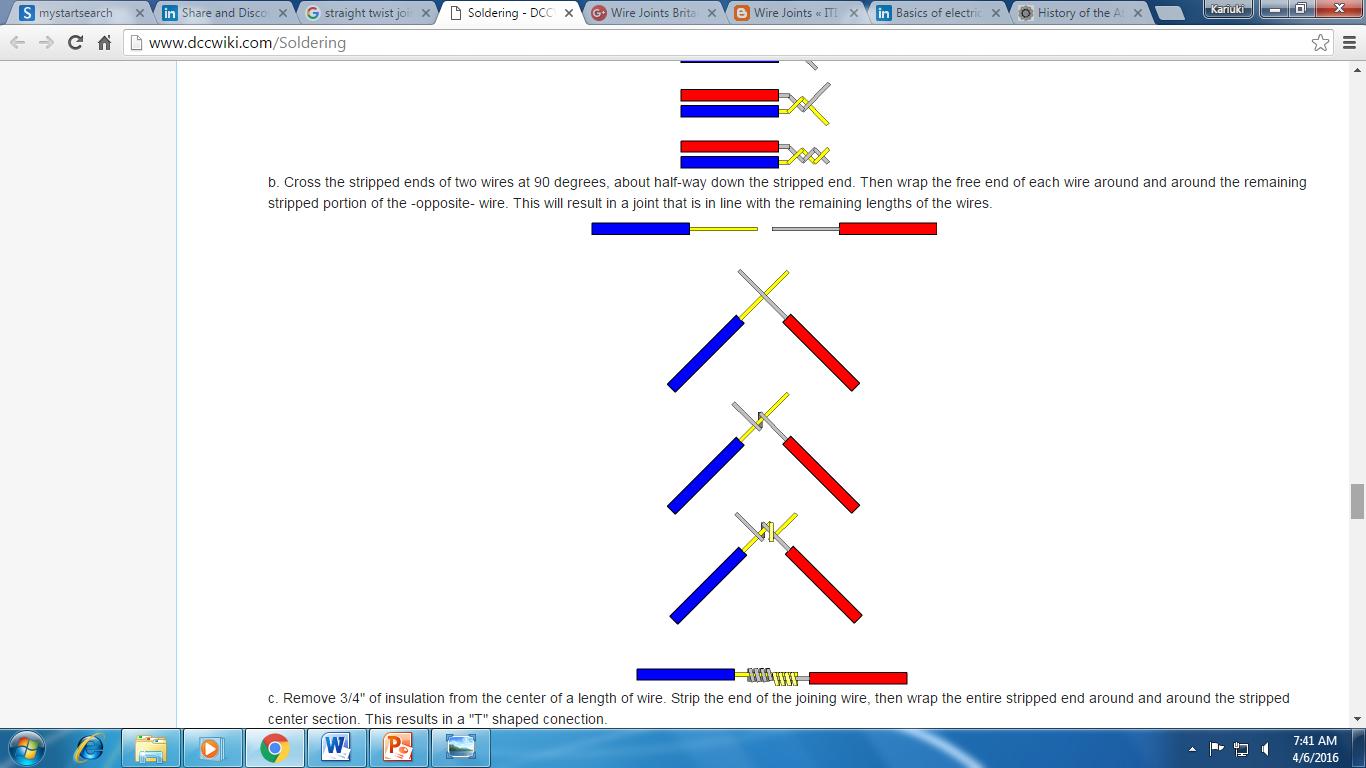 mystartsearch
Share and Disco
straight twist joi
Soldering - DCC
Wire Joints Brita
Wire Joints « ITI
Basics of electric
History of the A
Kariuki
www.dccwiki.com/Soldering
b. Cross the stripped ends of two wires at 90 degrees, about half-way down the stripped end. Then wrap the free end of each wire around and around the remaining
stripped portion of the -opposite- wire. This will result in a joint that is in line with the remaining lengths of the wires.
c. Remove 3/4" of insulation from the center of a length of wire. Strip the end of the joining wire, then wrap the entire stripped end around and around the stripped
center section. This results in a "T" shaped conection.
7:41 AM
4/6/2016